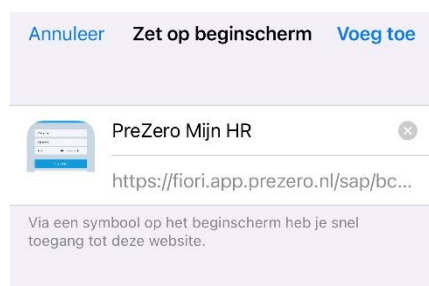 Annuleer Zet op beginscherm Voeg toe
PreZero Mijn HR
https://fiori.app.prezero.nl/sap/bc...
Via een symbool op het beginscherm heb je snel
toegang tot deze website.